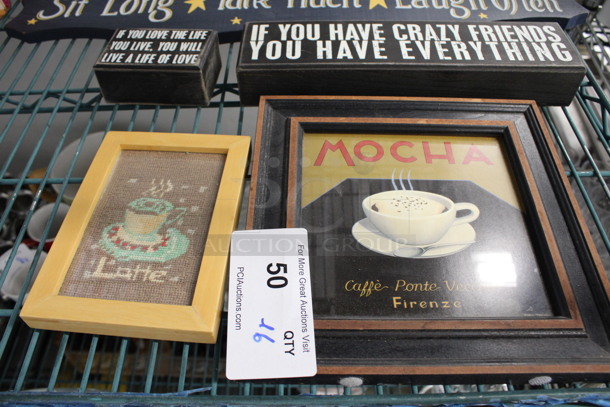 Sit Long ★ Talk Much ★ Laugh Often
IF YOU LOVE THE LIFE
YOU LIVE, YOU WILL
LIVE A LIFE OF LOVE.
IF YOU HAVE CRAZY FRIENDS
YOU HAVE EVERYTHING
MOCHA
Caffè Ponte
Firenze
Latte
AUCTION GROUP
For More Great Auctions Visit
50
QTY
PCIAuctions.com